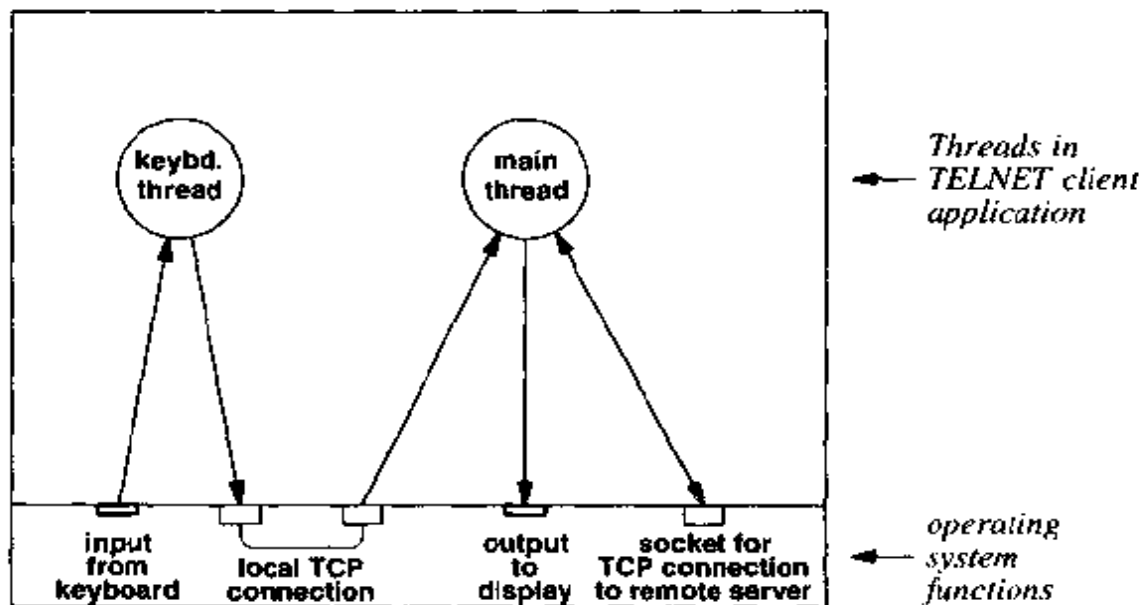 keybd.
thread
main
thread
Threads in
TELNET client
application
input
from
keyboard
local TCP
connection
output
to
display
socket for
TCP connection
to remote server
operating
system
functions